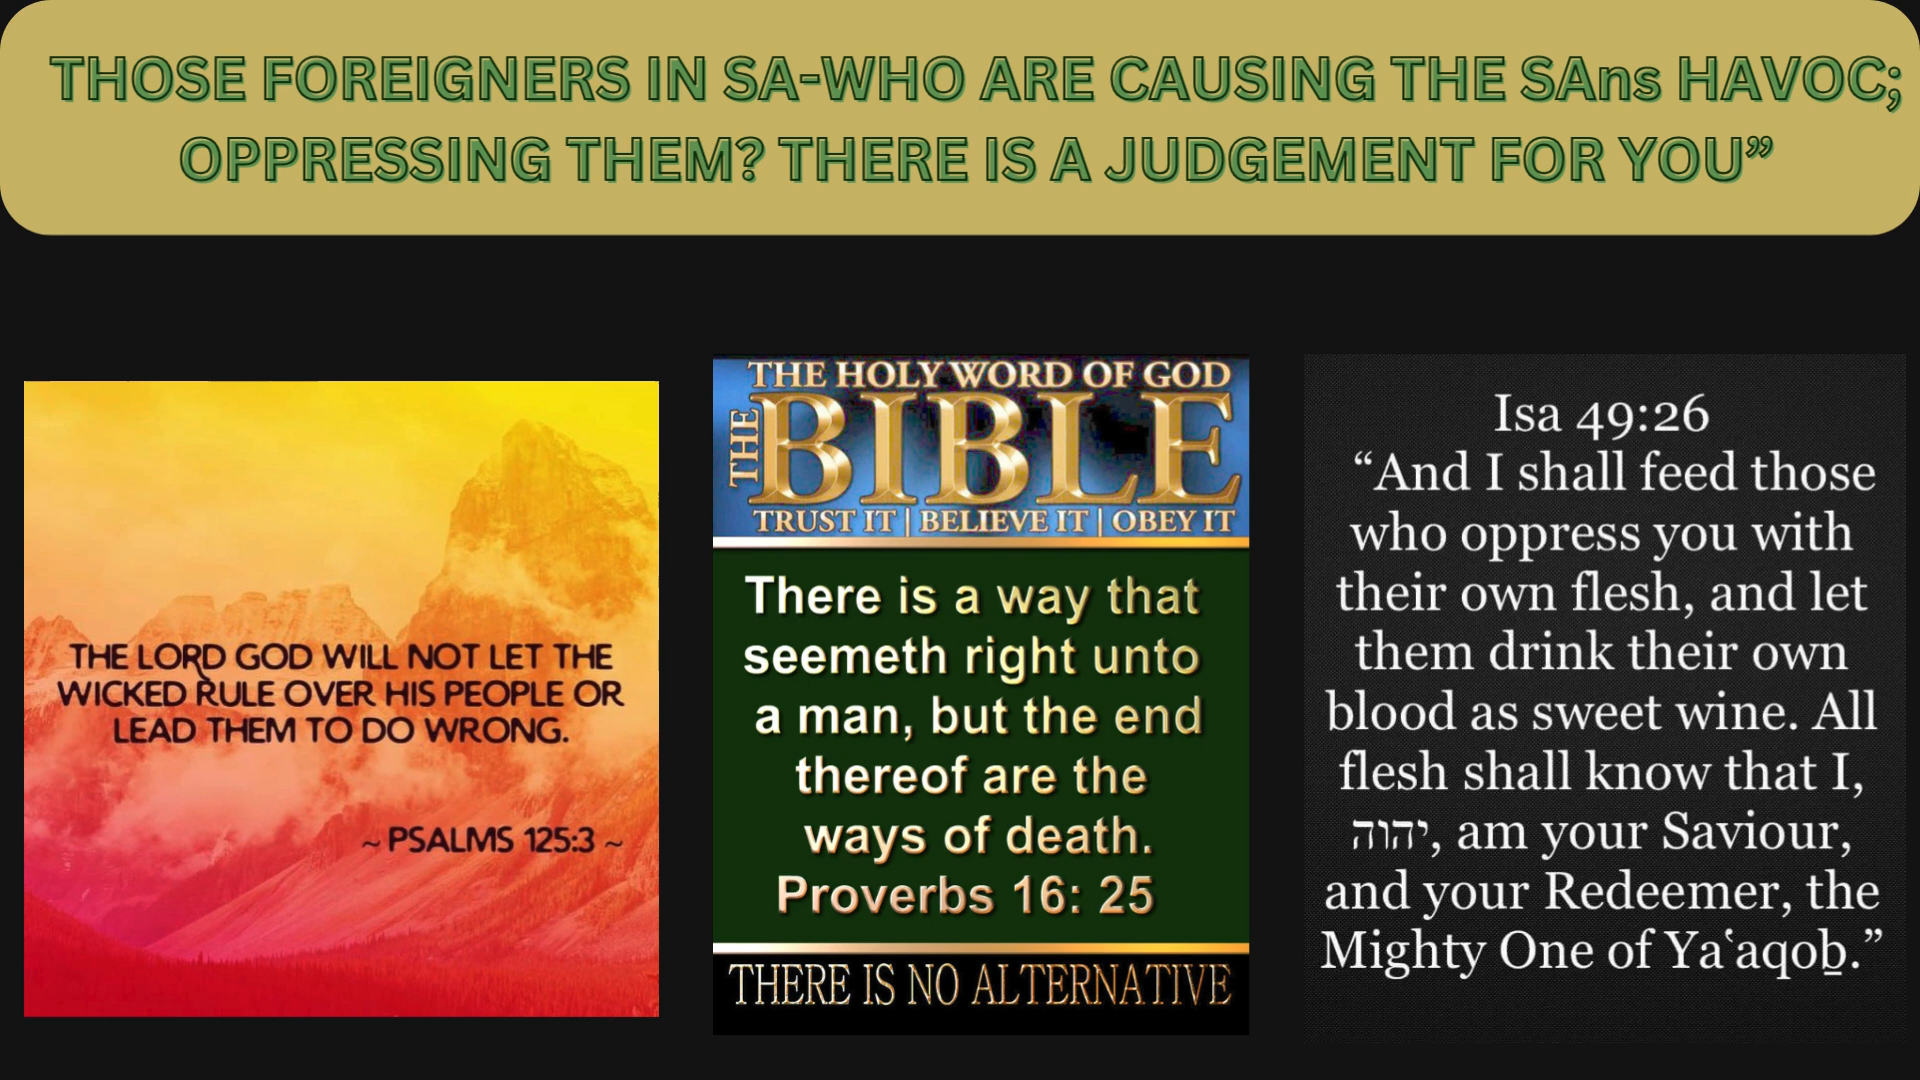 THOSE FOREIGNERS IN SA-WHO ARE CAUSING THE SAns HAVOC;
OPPRESSING THEM? THERE IS A JUDGEMENT FOR YOU”
THE LORD GOD WILL NOT LET THE
WICKED RULE OVER HIS PEOPLE OR
LEAD THEM TO DO WRONG.
~ PSALMS 125:3 ~
THE HOLY WORD OF GOD
THE BIBLE
TRUST IT | BELIEVE IT | OBEY IT
There is a way that
seemeth right unto
a man, but the end
thereof are the
ways of death.
Proverbs 16: 25
THERE IS NO ALTERNATIVE
Isa 49:26
“And I shall feed those
who oppress you with
their own flesh, and let
them drink their own
blood as sweet wine. All
flesh shall know that I,
יהוה, am your Saviour,
and your Redeemer, the
Mighty One of Ya‛aqoḇ.”